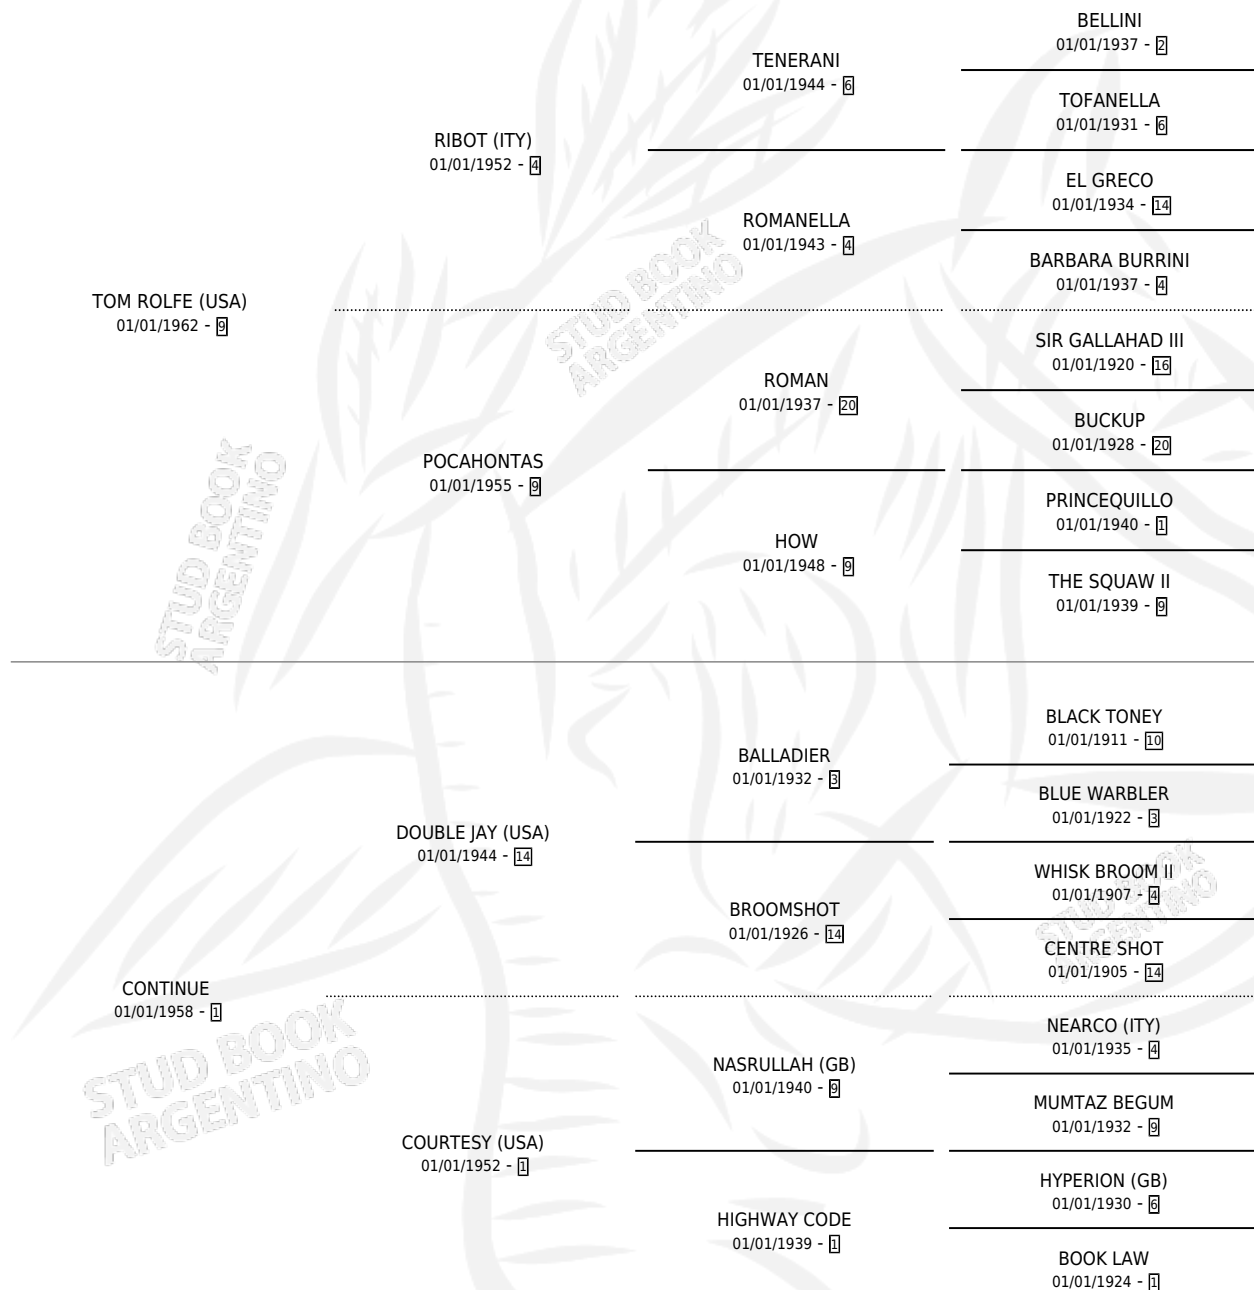 BELLINI
01/01/1937 - 2
TENERANI
01/01/1944 - 6
TOFANELLA
01/01/1931 - 6
RIBOT (ITY)
01/01/1952 - 4
EL GRECO
01/01/1934 - 14
ROMANELLA
01/01/1943 - 4
BARBARA BURRINI
01/01/1937 - 4
TOM ROLFE (USA)
01/01/1962 - 9
SIR GALLAHAD III
01/01/1920 - 16
ROMAN
01/01/1937 - 20
BUCKUP
01/01/1928 - 20
POCAHONTAS
01/01/1955 - 9
PRINCEQUILLO
01/01/1940 - 1
HOW
01/01/1948 - 9
THE SQUAW II
01/01/1939 - 9
BLACK TONEY
01/01/1911 - 10
BALLADIER
01/01/1932 - 3
BLUE WARBLER
01/01/1922 - 3
DOUBLE JAY (USA)
01/01/1944 - 14
WHISK BROOM II
01/01/1907 - 4
BROOMSHOT
01/01/1926 - 14
CENTRE SHOT
01/01/1905 - 14
CONTINUE
01/01/1958 - 1
NEARCO (ITY)
01/01/1935 - 4
NASRULLAH (GB)
01/01/1940 - 9
MUMTAZ BEGUM
01/01/1932 - 9
COURTESY (USA)
01/01/1952 - 1
HYPERION (GB)
01/01/1930 - 6
HIGHWAY CODE
01/01/1939 - 1
BOOK LAW
01/01/1924 - 1
STUD BOOK
ARGENTINO
STUD BOOK
ARGENTINO
STUD BOOK
ARGENTINO
STUD BOOK
ARGENTINO